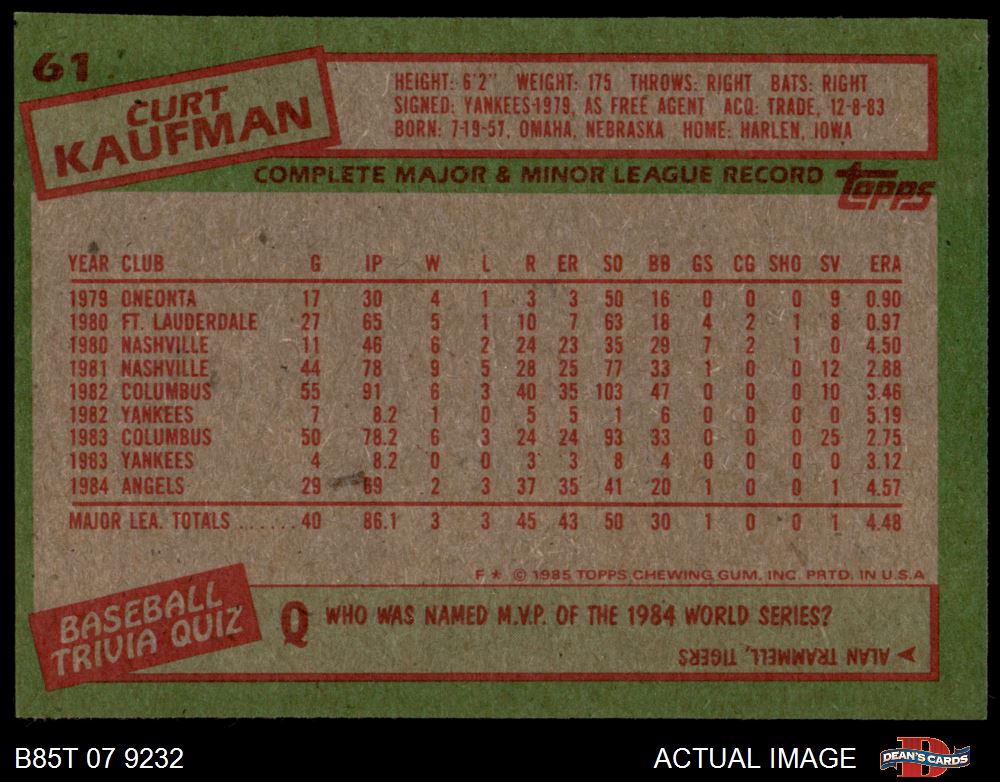 61
CURT
KAUFMAN
HEIGHT: 6'2" WEIGHT: 175 THROWS: RIGHT BATS: RIGHT
SIGNED: YANKEES-1979, AS FREE AGENT ACQ: TRADE, 12-8-83
BORN: 7-19-57, OMAHA, NEBRASKA HOME: HARLEN, IOWA
COMPLETE MAJOR & MINOR LEAGUE RECORD topps
YEAR CLUB G IP W L R ER SO BB GS CG SHO SV ERA
1979 ONEONTA 17 30 4 1 3 3 50 16 0 0 0 9 0.90
1980 FT. LAUDERDALE 27 65 5 1 10 7 63 18 4 2 1 8 0.97
1980 NASHVILLE 11 46 6 2 24 23 35 29 7 2 1 0 4.50
1981 NASHVILLE 44 78 9 5 28 25 77 33 1 0 0 12 2.88
1982 COLUMBUS 55 91 6 3 40 35 103 47 0 0 0 10 3.46
1982 YANKEES 7 8.2 1 0 5 5 1 6 0 0 0 0 5.19
1983 COLUMBUS 50 78.2 6 3 24 24 93 33 0 0 0 25 2.75
1983 YANKEES 4 8.2 0 0 3 3 8 4 0 0 0 0 3.12
1984 ANGELS 29 69 2 3 37 35 41 20 1 0 0 1 4.57
MAJOR LEA. TOTALS ...... 40 86.1 3 3 45 43 50 30 1 0 0 1 4.48
F * © 1985 TOPPS CHEWING GUM, INC. PRTD. IN U.S.A
BASEBALL
TRIVIA QUIZ
Q WHO WAS NAMED M.V.P. OF THE 1984 WORLD SERIES?
ALAN TRAMMELL, TIGERS
B85T 07 9232 ACTUAL IMAGE DEAN'S CARDS